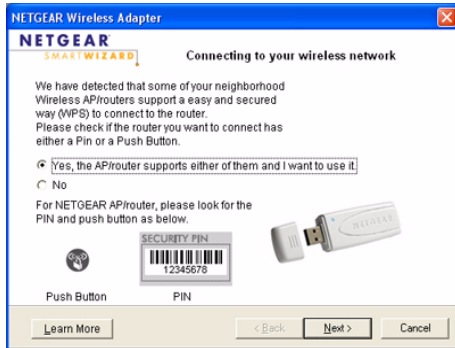 NETGEAR Wireless Adapter
NETGEAR
SMARTWIZARD
Connecting to your wireless network
We have detected that some of your neighborhood
Wireless AP/routers support a easy and secured
way (WPS) to connect to the router.
Please check if the router you want to connect has
either a Pin or a Push Button.
Yes, the AP/router supports either of them and I want to use it.
No
For NETGEAR AP/router, please look for the
PIN and push button as below.
SECURITY PIN
12345678
NETGEAR
Push Button
PIN
Learn More
< Back
Next >
Cancel